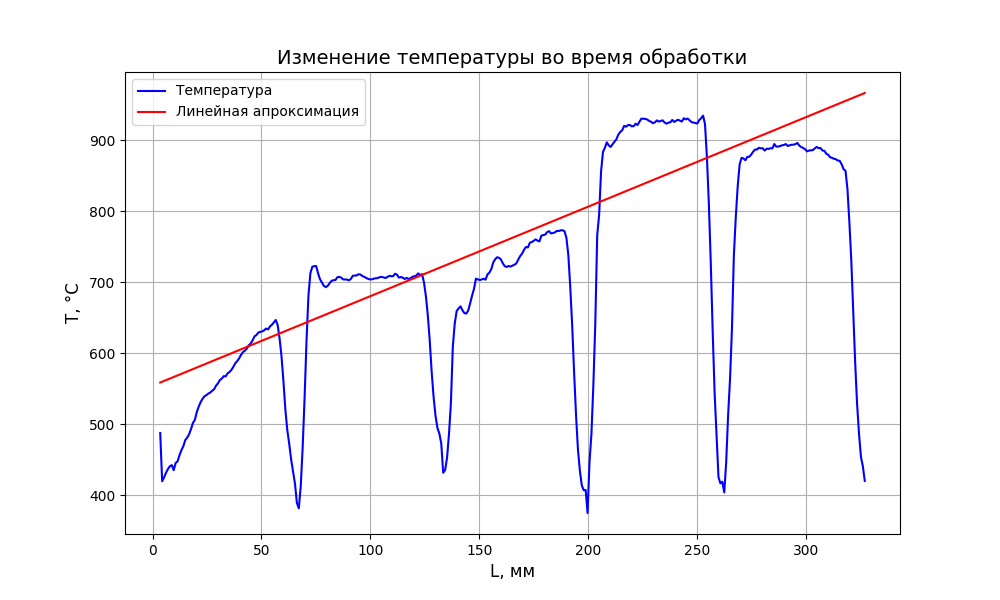 Изменение температуры во время обработки
Температура
Линейная апроксимация
T, °C
900
800
700
600
500
400
0 50 100 150 200 250 300
L, мм